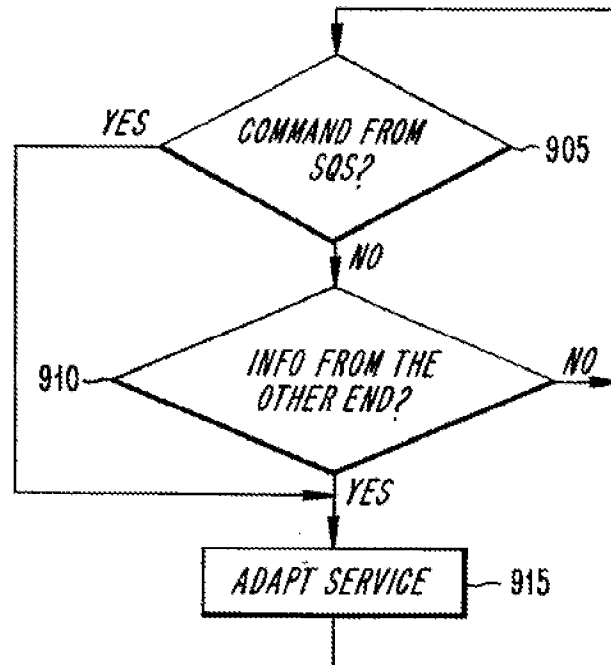 YES
COMMAND FROM
SQS?
905
NO
910
INFO FROM THE
OTHER END?
NO
YES
ADAPT SERVICE
915